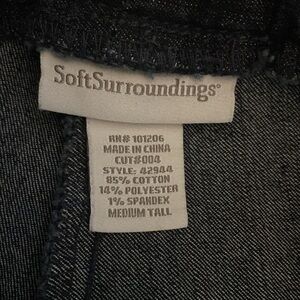 SoftSurroundings®
RN# 101206
MADE IN CHINA
CUT#004
STYLE: 42944
85% COTTON
14% POLYESTER
1% SPANDEX
MEDIUM TALL